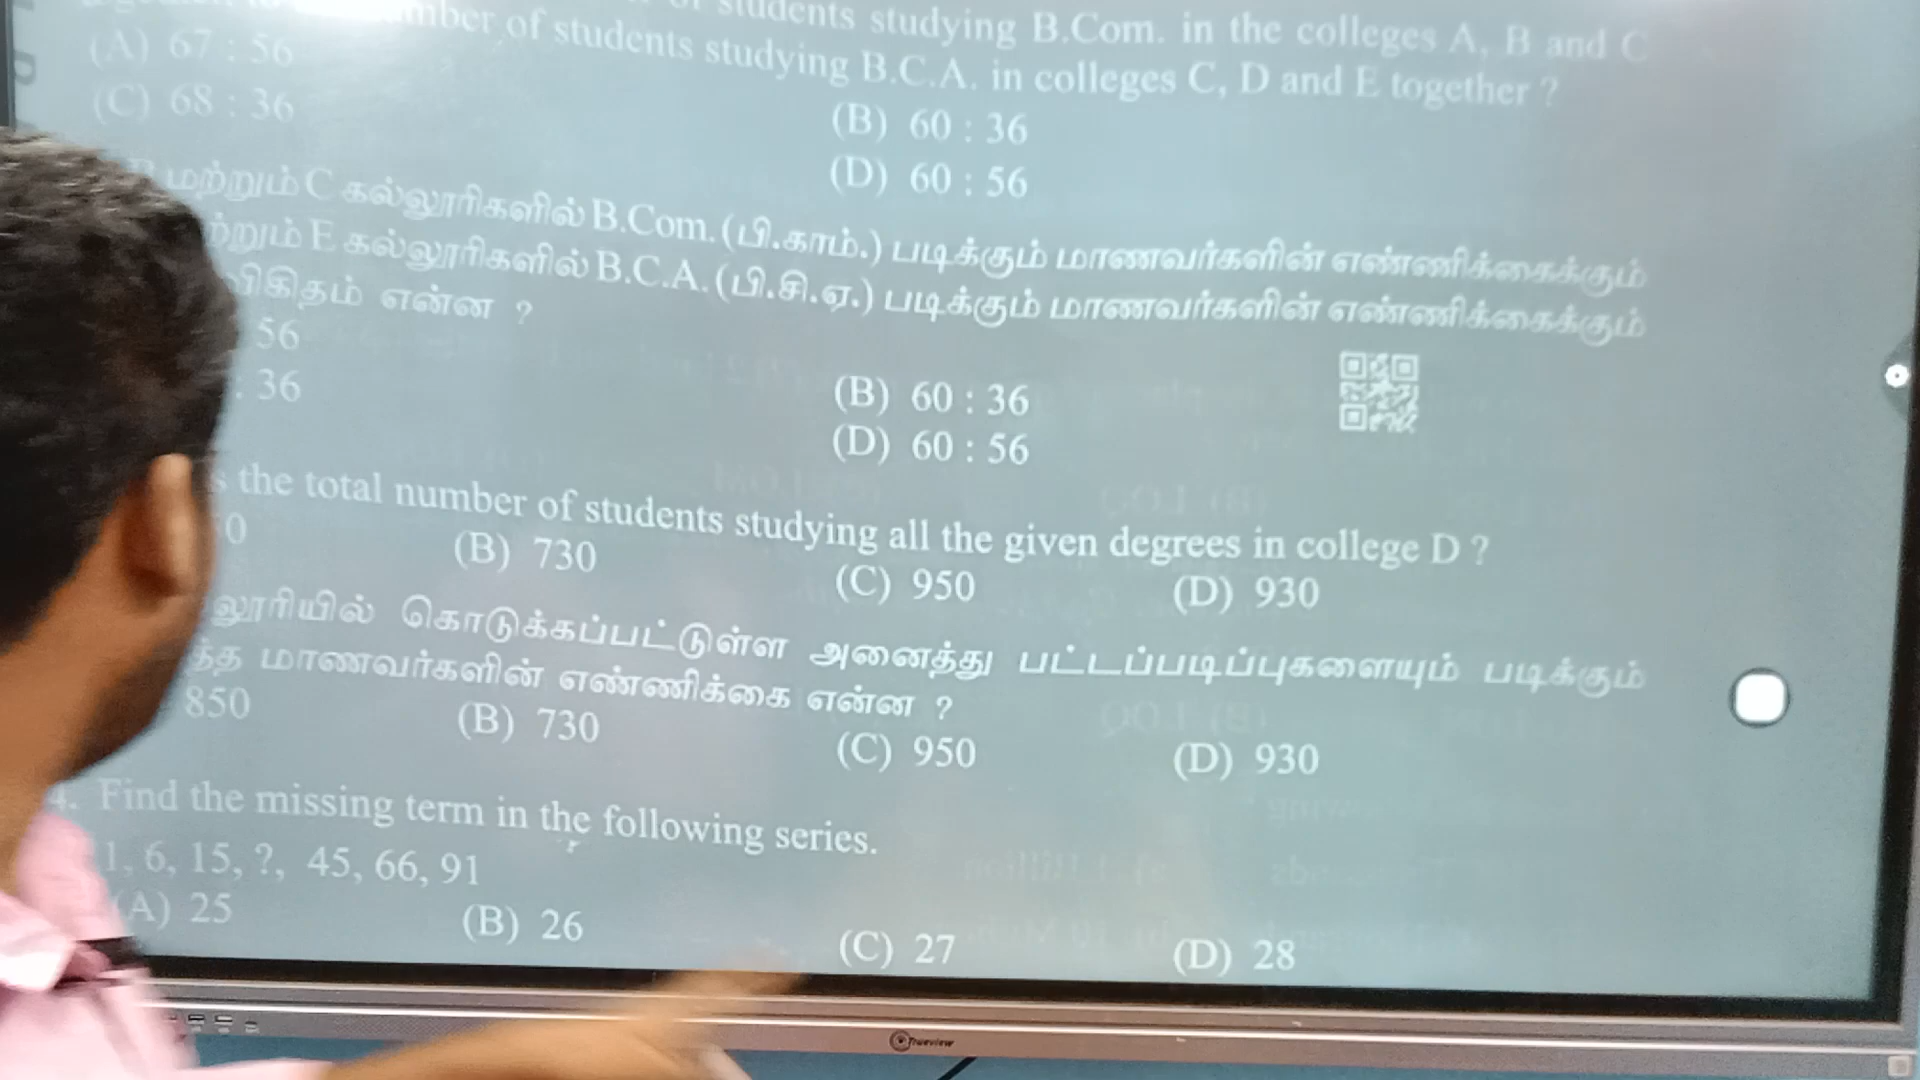 students studying B.Com. in the colleges A, B and C
of students studying B.C.A. in colleges C, D and E together ?
(A) 67 : 56
(B) 60 : 36
(C) 68 : 36
(D) 60 : 56
மற்றும் C கல்லூரிகளில் B.Com. (பி.காம்.) படிக்கும் மாணவர்களின் எண்ணிக்கைக்கும்
E கல்லூரிகளில் B.C.A. (பி.சி.ஏ.) படிக்கும் மாணவர்களின் எண்ணிக்கைக்கும்
என்ன ?
56
(B) 60 : 36
: 36
(D) 60 : 56
the total number of students studying all the given degrees in college D ?
(B) 730
(C) 950
(D) 930
கொடுக்கப்பட்டுள்ள அனைத்து பட்டப்படிப்புகளையும் படிக்கும்
மாணவர்களின் எண்ணிக்கை என்ன ?
850
(B) 730
(C) 950
(D) 930
Find the missing term in the following series.
1, 6, 15, ?, 45, 66, 91
(A) 25
(B) 26
(C) 27
(D) 28
Trueview